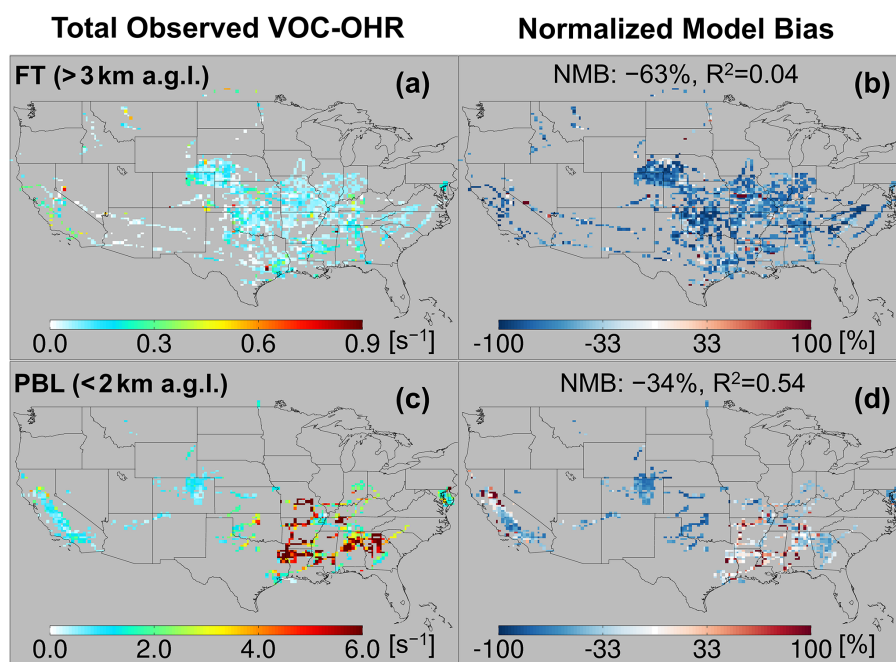 Total Observed VOC-OHR
Normalized Model Bias
FT (> 3 km a.g.l.)
(a)
NMB: −63%, R²=0.04
(b)
0.0 0.3 0.6 0.9 [s⁻¹]
-100 -33 33 100 [%]
PBL (< 2 km a.g.l.)
(c)
NMB: −34%, R²=0.54
(d)
0.0 2.0 4.0 6.0 [s⁻¹]
-100 -33 33 100 [%]